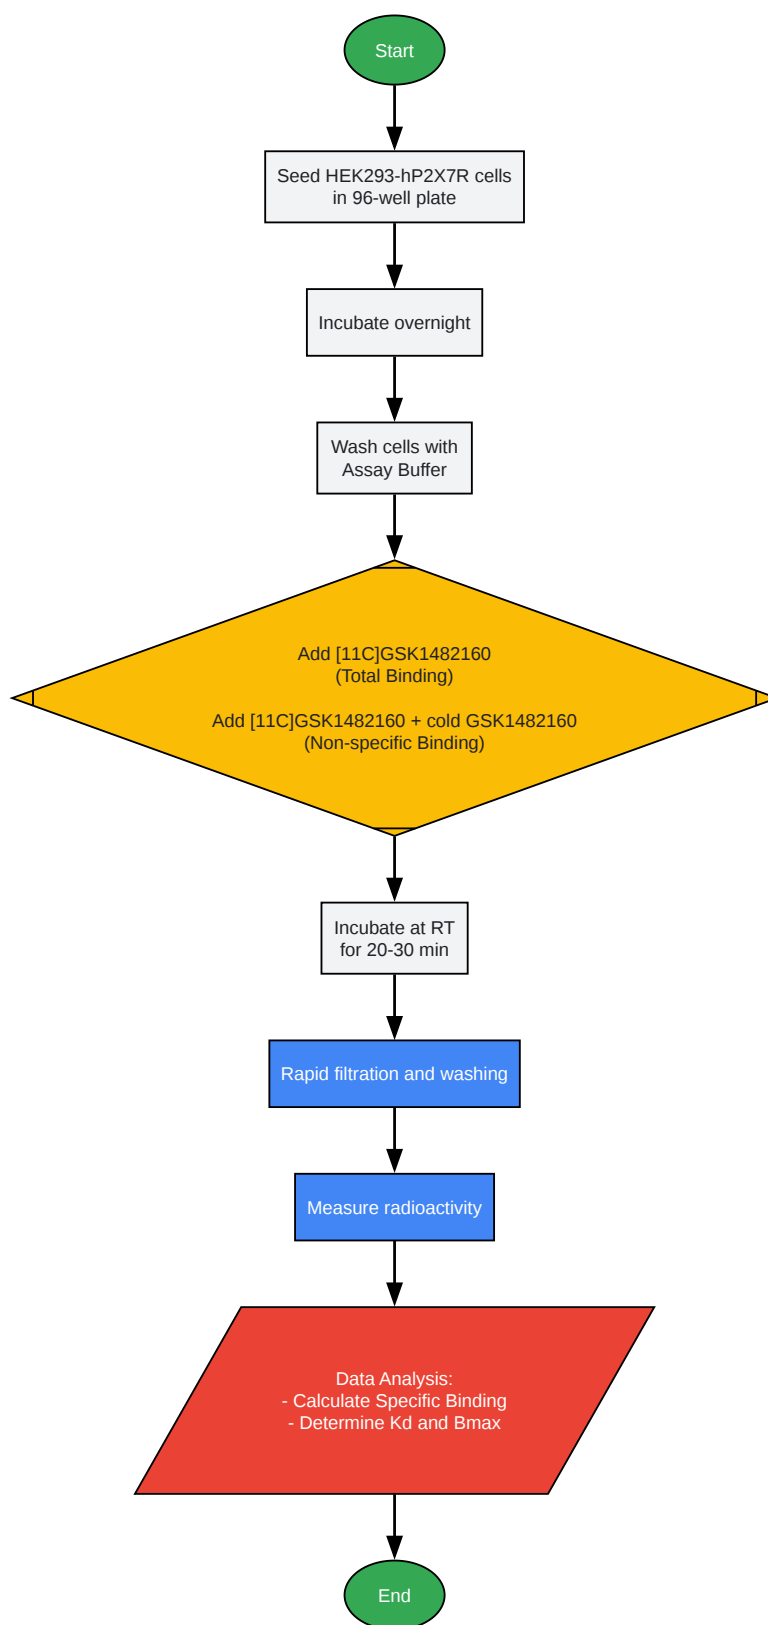 Start
Seed HEK293-hP2X7R cells
in 96-well plate
Incubate overnight
Wash cells with
Assay Buffer
Add [11C]GSK1482160
(Total Binding)
Add [11C]GSK1482160 + cold GSK1482160
(Non-specific Binding)
Incubate at RT
for 20-30 min
Rapid filtration and washing
Measure radioactivity
Data Analysis:
- Calculate Specific Binding
- Determine Kd and Bmax
End